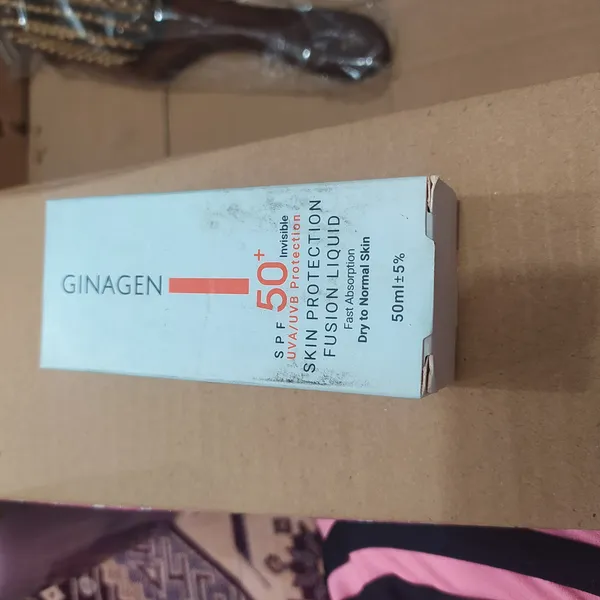 GINAGEN
SPF
50+
Invisible
UVA/UVB Protection
SKIN PROTECTION
FUSION LIQUID
Fast Absorption
Dry to Normal Skin
50ml±5%